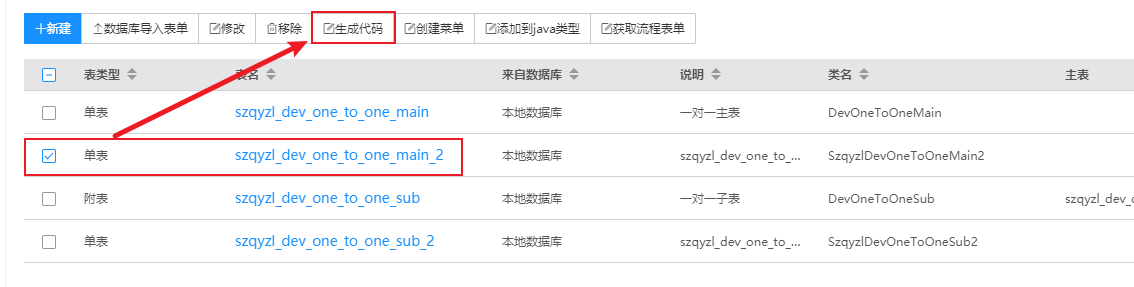 新建 数据库导入表单 修改 移除 生成代码 创建菜单 添加到java类型 获取流程表单
表类型 表名 来自数据库 说明 类名 主表
单表 szqyzl_dev_one_to_one_main 本地数据库 一对一主表 DevOneToOneMain
单表 szqyzl_dev_one_to_one_main_2 本地数据库 szqyzl_dev_one_to_... SzqyzlDevOneToOneMain2
附表 szqyzl_dev_one_to_one_sub 本地数据库 一对一子表 DevOneToOneSub szqyzl_dev_
单表 szqyzl_dev_one_to_one_sub_2 本地数据库 szqyzl_dev_one_to_... SzqyzlDevOneToOneSub2